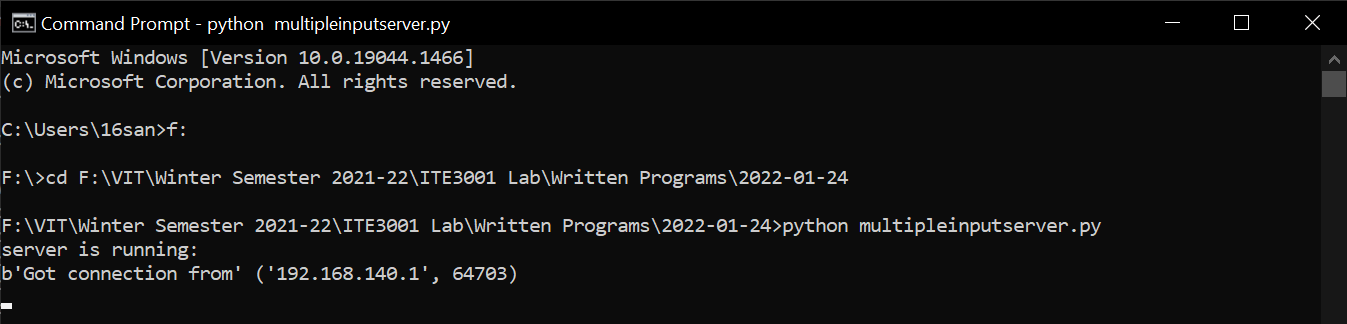 Command Prompt - python  multipleinputserver.py
Microsoft Windows [Version 10.0.19044.1466]
(c) Microsoft Corporation. All rights reserved.
C:\Users\16san>f:
F:\>cd F:\VIT\Winter Semester 2021-22\ITE3001 Lab\Written Programs\2022-01-24
F:\VIT\Winter Semester 2021-22\ITE3001 Lab\Written Programs\2022-01-24>python multipleinputserver.py
server is running:
b'Got connection from' ('192.168.140.1', 64703)